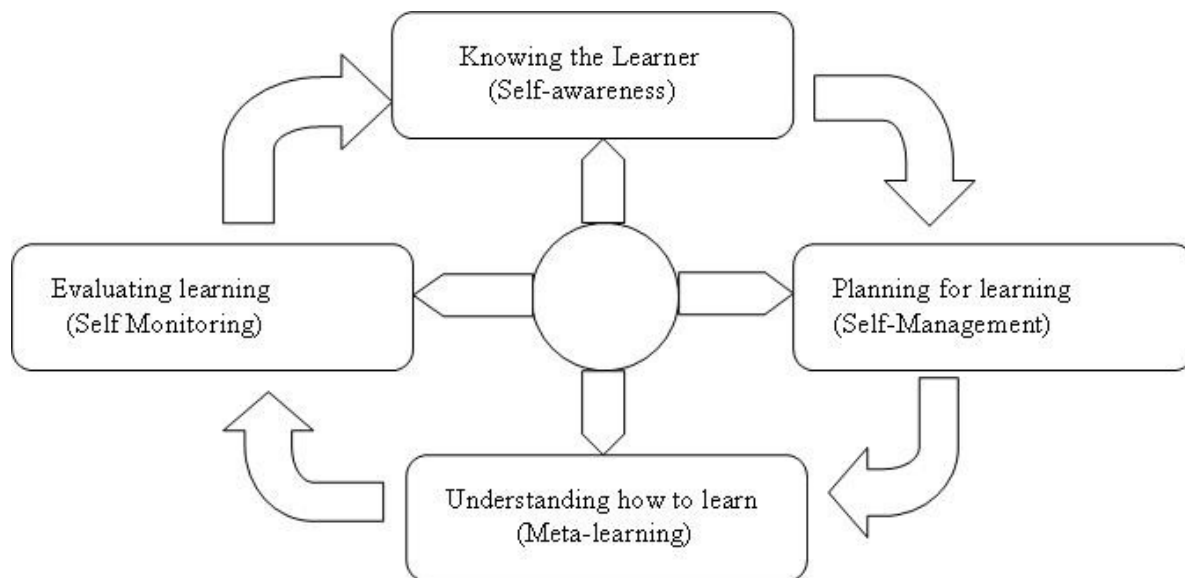 Knowing the Learner
(Self-awareness)
Evaluating learning
(Self Monitoring)
Planning for learning
(Self-Management)
Understanding how to learn
(Meta-learning)